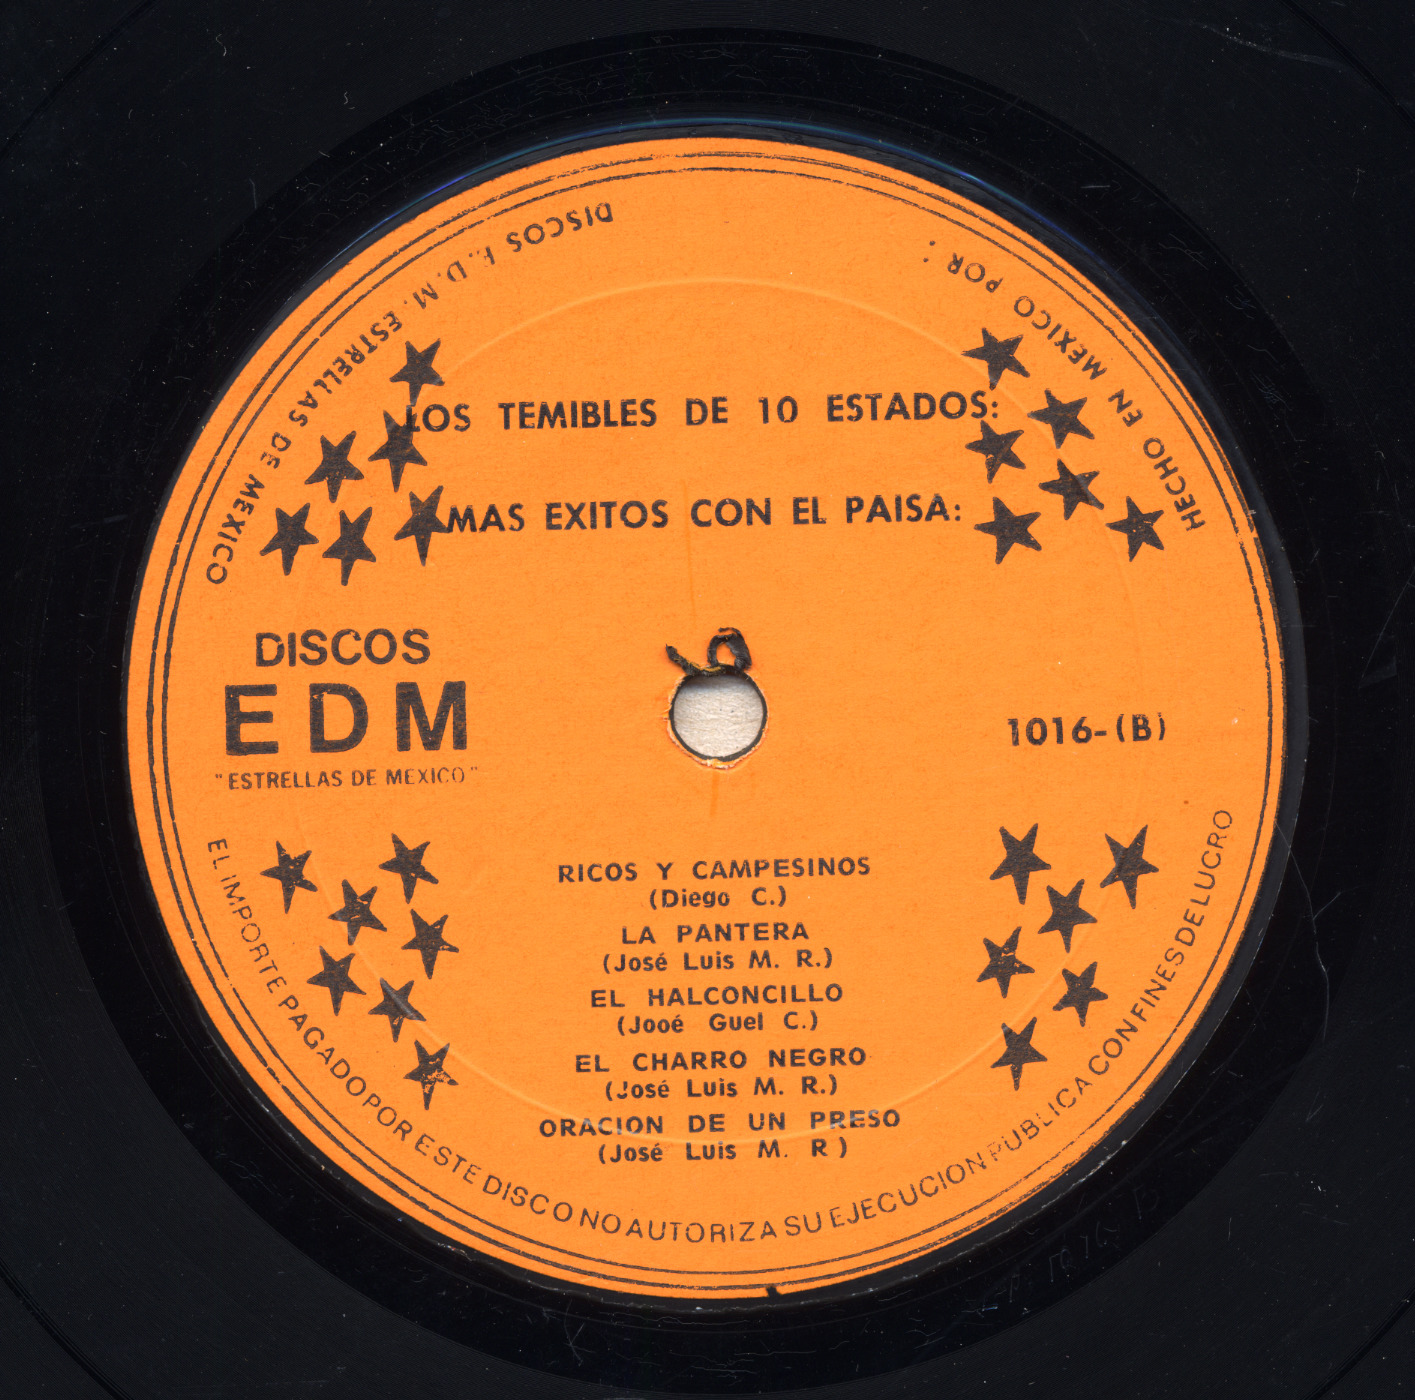 HECHO EN MEXICO POR :
DISCOS E. D. M. ESTRELLAS DE MEXICO
LOS TEMIBLES DE 10 ESTADOS:
MAS EXITOS CON EL PAISA:
DISCOS
EDM
"ESTRELLAS DE MEXICO"
1016-(B)
RICOS Y CAMPESINOS
(Diego C.)
LA PANTERA
(José Luis M. R.)
EL HALCONCILLO
(Jooé Guel C.)
EL CHARRO NEGRO
(José Luis M. R.)
ORACION DE UN PRESO
(José Luis M. R )
EL IMPORTE PAGADO POR ESTE DISCO NO AUTORIZA SU EJECUCION PUBLICA CON FINES DE LUCRO